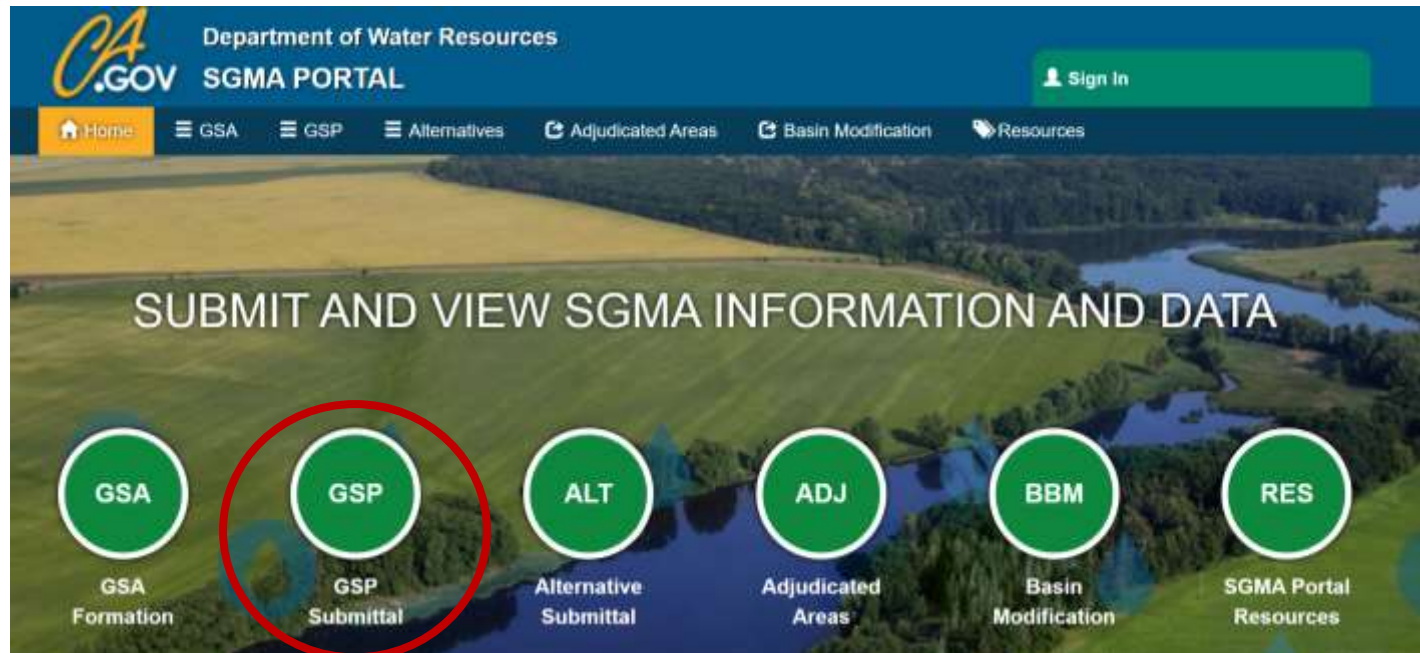 CA
.GOV
Department of Water Resources
SGMA PORTAL
Sign In
Home GSA GSP Alternatives Adjudicated Areas Basin Modification Resources
SUBMIT AND VIEW SGMA INFORMATION AND DATA
GSA GSP ALT ADJ BBM RES
GSA Formation
GSP Submittal
Alternative Submittal
Adjudicated Areas
Basin Modification
SGMA Portal Resources